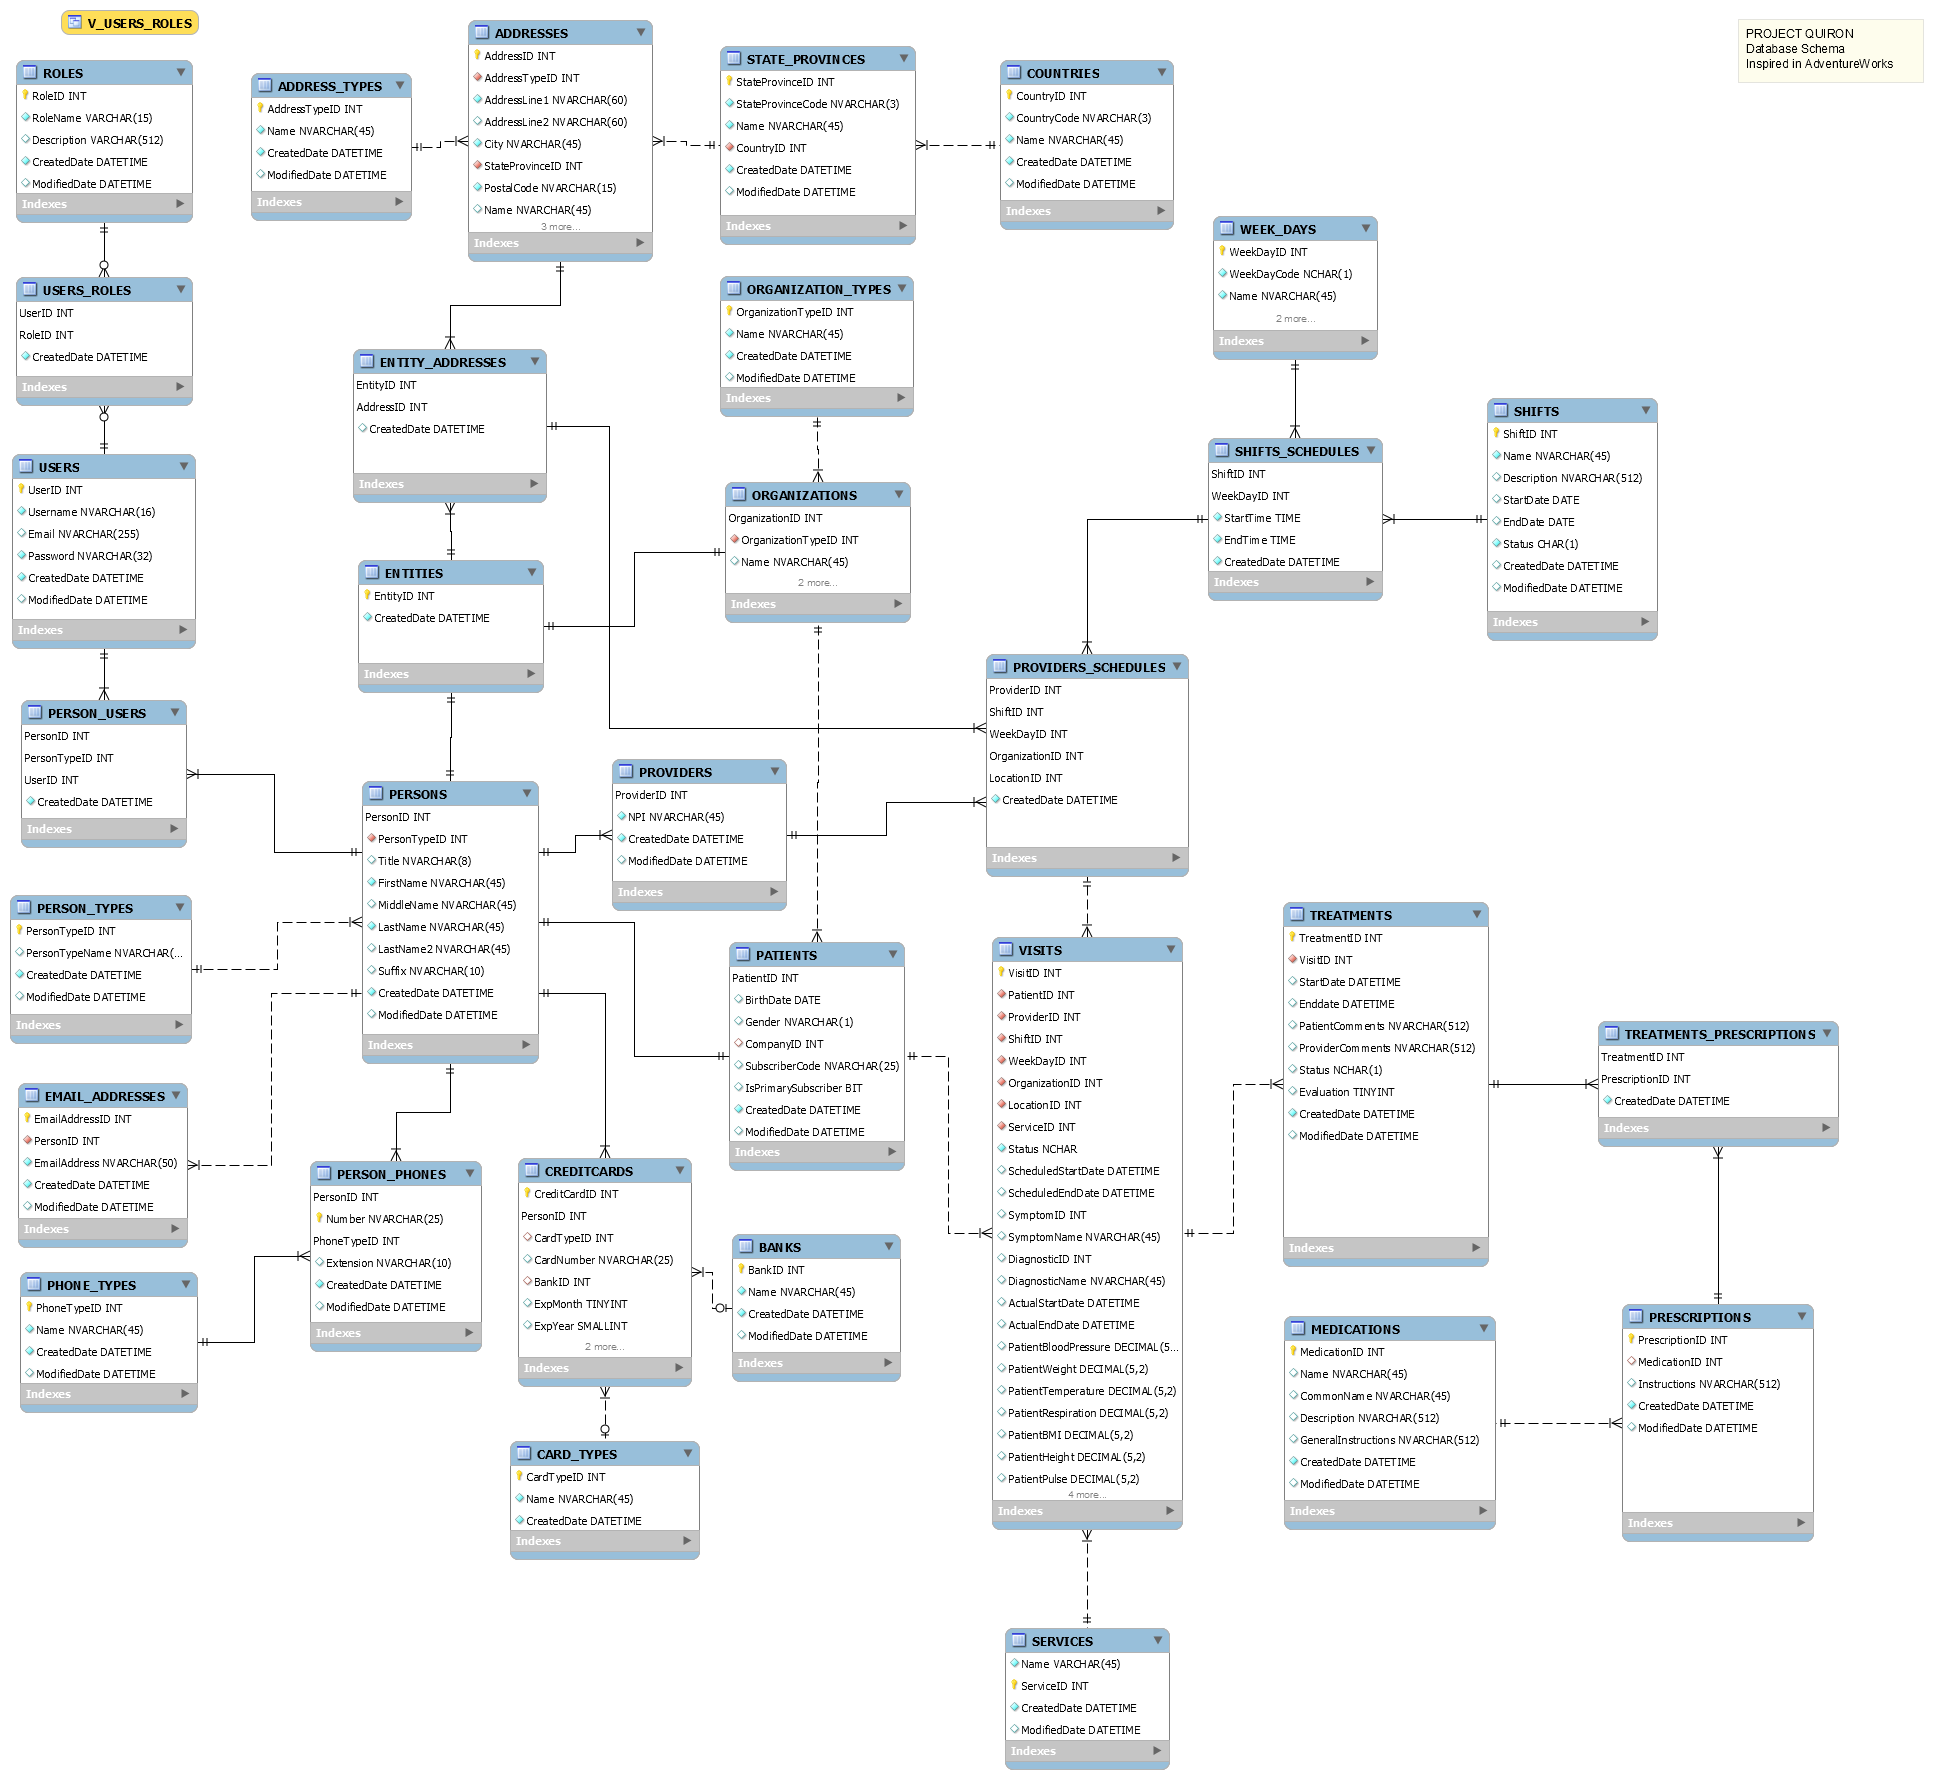 V_USERS_ROLES
PROJECT QUIRON
Database Schema
Inspired in AdventureWorks
ROLES
RoleID INT
RoleName VARCHAR(15)
Description VARCHAR(512)
CreatedDate DATETIME
ModifiedDate DATETIME
Indexes
ADDRESS_TYPES
AddressTypeID INT
Name NVARCHAR(45)
CreatedDate DATETIME
ModifiedDate DATETIME
Indexes
ADDRESSES
AddressID INT
AddressTypeID INT
AddressLine1 NVARCHAR(60)
AddressLine2 NVARCHAR(60)
City NVARCHAR(45)
StateProvinceID INT
PostalCode NVARCHAR(15)
Name NVARCHAR(45)
3 more...
Indexes
STATE_PROVINCES
StateProvinceID INT
StateProvinceCode NVARCHAR(3)
Name NVARCHAR(45)
CountryID INT
CreatedDate DATETIME
ModifiedDate DATETIME
Indexes
COUNTRIES
CountryID INT
CountryCode NVARCHAR(3)
Name NVARCHAR(45)
CreatedDate DATETIME
ModifiedDate DATETIME
Indexes
WEEK_DAYS
WeekDayID INT
WeekDayCode NCHAR(1)
Name NVARCHAR(45)
2 more...
Indexes
USERS_ROLES
UserID INT
RoleID INT
CreatedDate DATETIME
Indexes
ENTITY_ADDRESSES
EntityID INT
AddressID INT
CreatedDate DATETIME
Indexes
ORGANIZATION_TYPES
OrganizationTypeID INT
Name NVARCHAR(45)
CreatedDate DATETIME
ModifiedDate DATETIME
Indexes
SHIFTS_SCHEDULES
ShiftID INT
WeekDayID INT
StartTime TIME
EndTime TIME
CreatedDate DATETIME
Indexes
SHIFTS
ShiftID INT
Name NVARCHAR(45)
Description NVARCHAR(512)
StartDate DATE
EndDate DATE
Status CHAR(1)
CreatedDate DATETIME
ModifiedDate DATETIME
Indexes
USERS
UserID INT
Username NVARCHAR(16)
Email NVARCHAR(255)
Password NVARCHAR(32)
CreatedDate DATETIME
ModifiedDate DATETIME
Indexes
ENTITIES
EntityID INT
CreatedDate DATETIME
Indexes
ORGANIZATIONS
OrganizationID INT
OrganizationTypeID INT
Name NVARCHAR(45)
2 more...
Indexes
PERSON_USERS
PersonID INT
PersonTypeID INT
UserID INT
CreatedDate DATETIME
Indexes
PERSONS
PersonID INT
PersonTypeID INT
Title NVARCHAR(8)
FirstName NVARCHAR(45)
MiddleName NVARCHAR(45)
LastName NVARCHAR(45)
LastName2 NVARCHAR(45)
Suffix NVARCHAR(10)
CreatedDate DATETIME
ModifiedDate DATETIME
Indexes
PROVIDERS
ProviderID INT
NPI NVARCHAR(45)
CreatedDate DATETIME
ModifiedDate DATETIME
Indexes
PROVIDERS_SCHEDULES
ProviderID INT
ShiftID INT
WeekDayID INT
OrganizationID INT
LocationID INT
CreatedDate DATETIME
Indexes
PERSON_TYPES
PersonTypeID INT
PersonTypeName NVARCHAR(...
CreatedDate DATETIME
ModifiedDate DATETIME
Indexes
PATIENTS
PatientID INT
BirthDate DATE
Gender NVARCHAR(1)
CompanyID INT
SubscriberCode NVARCHAR(25)
IsPrimarySubscriber BIT
CreatedDate DATETIME
ModifiedDate DATETIME
Indexes
VISITS
VisitID INT
PatientID INT
ProviderID INT
ShiftID INT
WeekDayID INT
OrganizationID INT
LocationID INT
ServiceID INT
Status NCHAR
ScheduledStartDate DATETIME
ScheduledEndDate DATETIME
SymptomID INT
SymptomName NVARCHAR(45)
DiagnosticID INT
DiagnosticName NVARCHAR(45)
ActualStartDate DATETIME
ActualEndDate DATETIME
PatientBloodPressure DECIMAL(5...
PatientWeight DECIMAL(5,2)
PatientTemperature DECIMAL(5,2)
PatientRespiration DECIMAL(5,2)
PatientBMI DECIMAL(5,2)
PatientHeight DECIMAL(5,2)
PatientPulse DECIMAL(5,2)
4 more...
Indexes
TREATMENTS
TreatmentID INT
VisitID INT
StartDate DATETIME
Enddate DATETIME
PatientComments NVARCHAR(512)
ProviderComments NVARCHAR(512)
Status NCHAR(1)
Evaluation TINYINT
CreatedDate DATETIME
ModifiedDate DATETIME
Indexes
TREATMENTS_PRESCRIPTIONS
TreatmentID INT
PrescriptionID INT
CreatedDate DATETIME
Indexes
EMAIL_ADDRESSES
EmailAddressID INT
PersonID INT
EmailAddress NVARCHAR(50)
CreatedDate DATETIME
ModifiedDate DATETIME
Indexes
PERSON_PHONES
PersonID INT
Number NVARCHAR(25)
PhoneTypeID INT
Extension NVARCHAR(10)
CreatedDate DATETIME
ModifiedDate DATETIME
Indexes
CREDITCARDS
CreditCardID INT
PersonID INT
CardTypeID INT
CardNumber NVARCHAR(25)
BankID INT
ExpMonth TINYINT
ExpYear SMALLINT
2 more...
Indexes
BANKS
BankID INT
Name NVARCHAR(45)
CreatedDate DATETIME
ModifiedDate DATETIME
Indexes
PHONE_TYPES
PhoneTypeID INT
Name NVARCHAR(45)
CreatedDate DATETIME
ModifiedDate DATETIME
Indexes
MEDICATIONS
MedicationID INT
Name NVARCHAR(45)
CommonName NVARCHAR(45)
Description NVARCHAR(512)
GeneralInstructions NVARCHAR(512)
CreatedDate DATETIME
ModifiedDate DATETIME
Indexes
PRESCRIPTIONS
PrescriptionID INT
MedicationID INT
Instructions NVARCHAR(512)
CreatedDate DATETIME
ModifiedDate DATETIME
Indexes
CARD_TYPES
CardTypeID INT
Name NVARCHAR(45)
CreatedDate DATETIME
Indexes
SERVICES
Name VARCHAR(45)
ServiceID INT
CreatedDate DATETIME
ModifiedDate DATETIME
Indexes